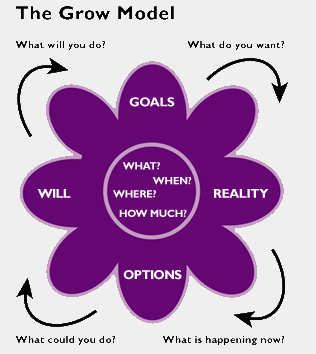 The Grow Model
What will you do?
What do you want?
GOALS
WHAT?
WHEN?
WHERE?
HOW MUCH?
WILL
REALITY
OPTIONS
What could you do?
What is happening now?